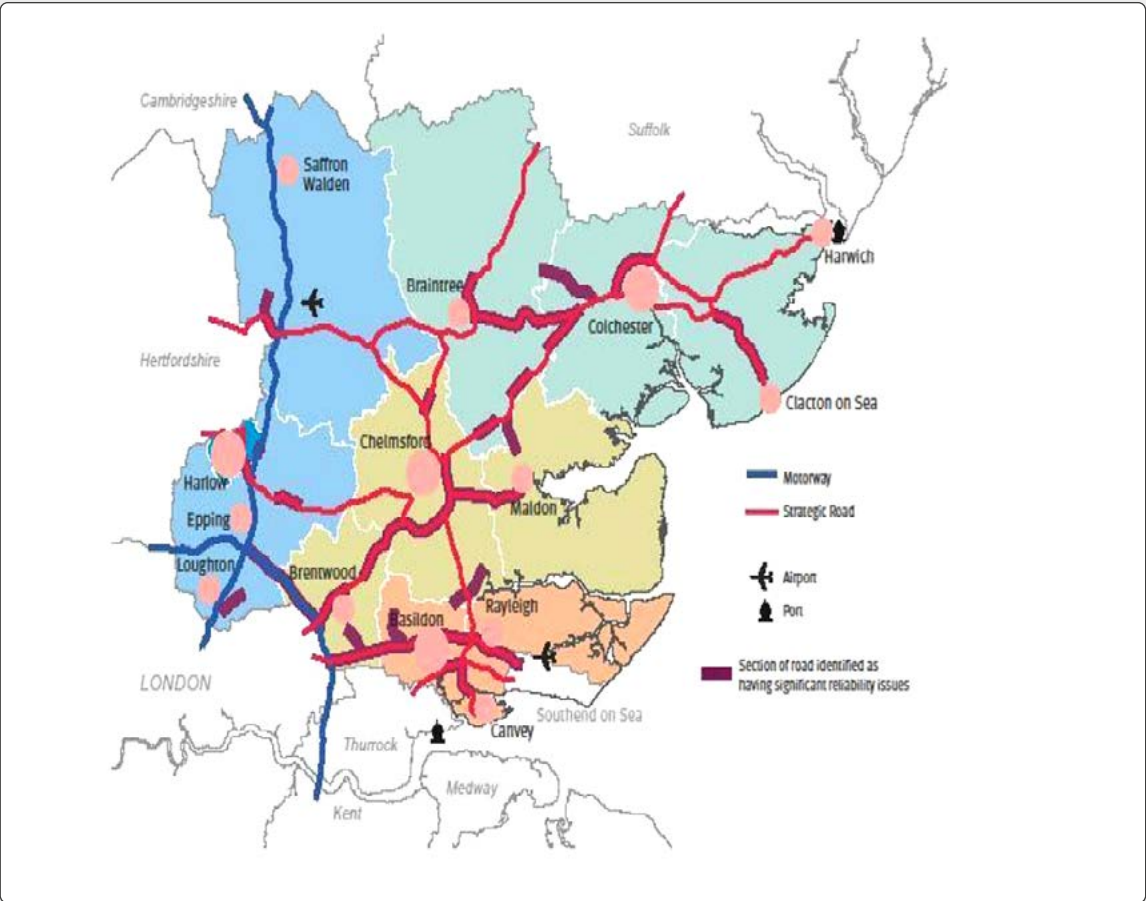 Cambridgeshire
Suffolk
Saffron
Walden
Harwich
Braintree
Colchester
Hertfordshire
Clacton on Sea
Chelmsford
Motorway
Harlow
Maldon
Strategic Road
Epping
Loughton
Brentwood
Airport
Rayleigh
Port
Basildon
Section of road identified as
having significant reliability issues
LONDON
Southend on Sea
Canvey
Thurrock
Medway
Kent